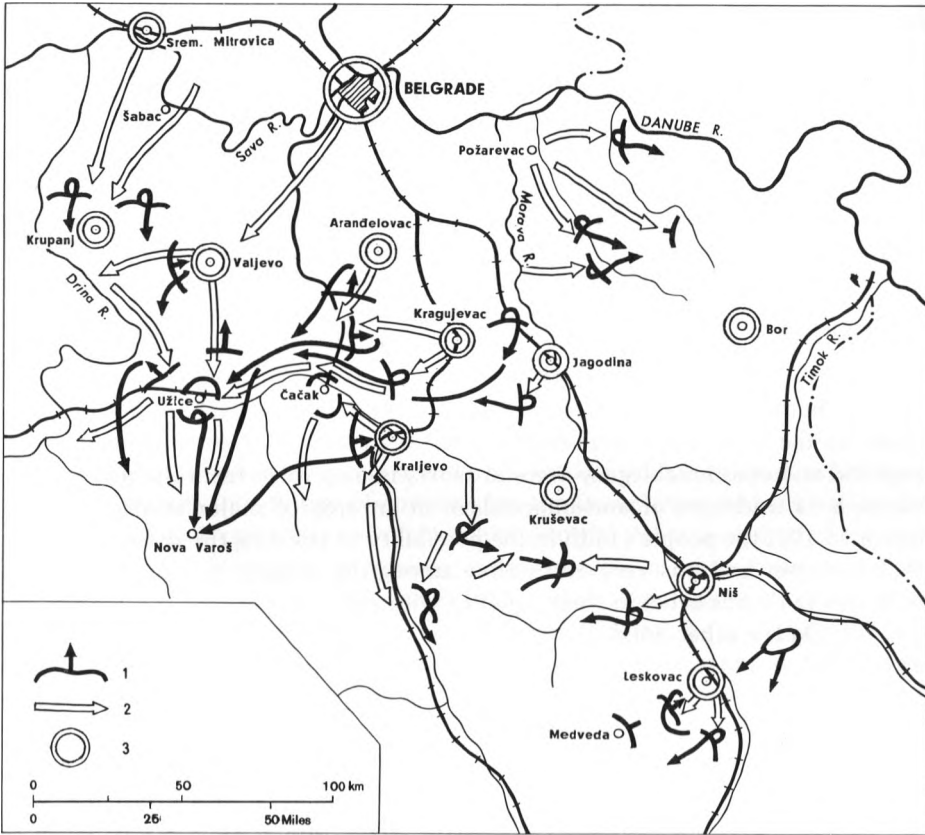 Srem. Mitrovica
BELGRADE
Šabac
Sava R.
DANUBE R.
Požarevac
Morava R.
Aranđelovac
Krupanj
Valjevo
Drina R.
Kragujevac
Bor
Timok R.
Jagodina
Užice
Čačak
Kraljevo
Kruševac
Nova Varoš
Niš
Leskovac
Medveđa
1
2
3
0 50 100 km
0 25 50 Miles